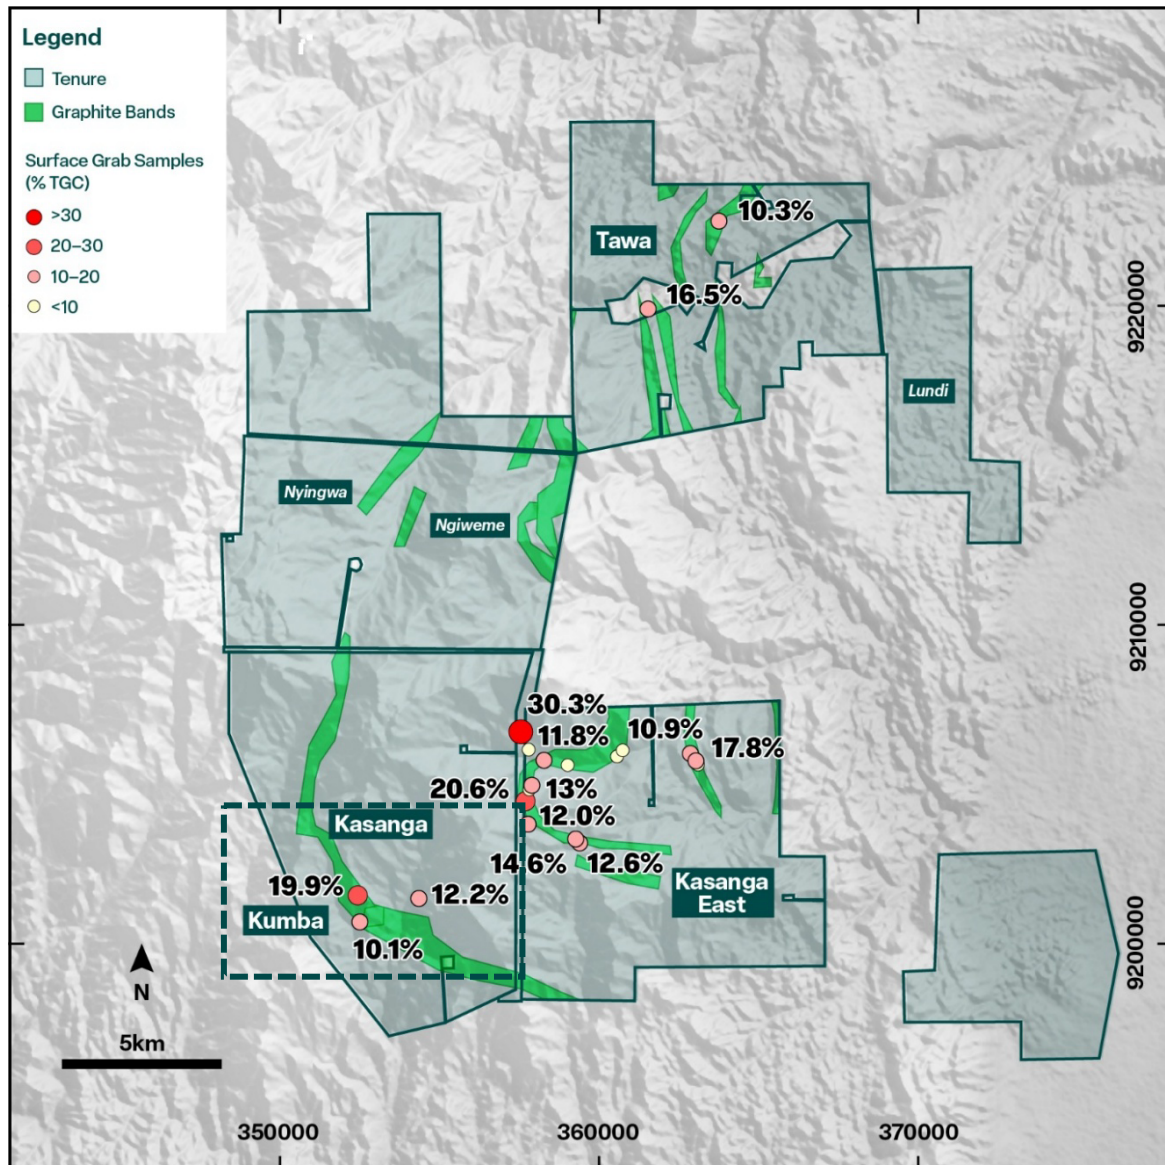 Legend
Tenure
Graphite Bands
Surface Grab Samples
(% TGC)
>30
20–30
10–20
<10
10.3%
Tawa
16.5%
9220000
Lundi
Nyingwa
Ngiweme
9210000
30.3%
11.8%
10.9%
17.8%
20.6%
13%
12.0%
Kasanga
14.6%
12.6%
Kasanga
East
19.9%
12.2%
Kumba
10.1%
9200000
N
5km
350000
360000
370000